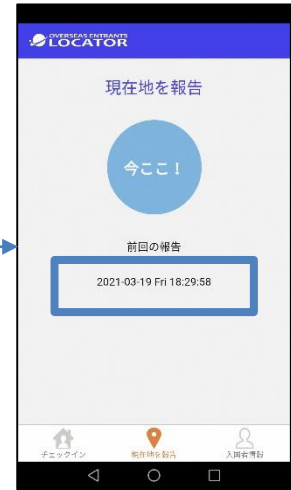 OVERSEAS ENTRANTS
LOCATOR
現在地を報告
今ここ！
前回の報告
2021-03-19 Fri 18:29:58
チェックイン
現在地を報告
入国者情報